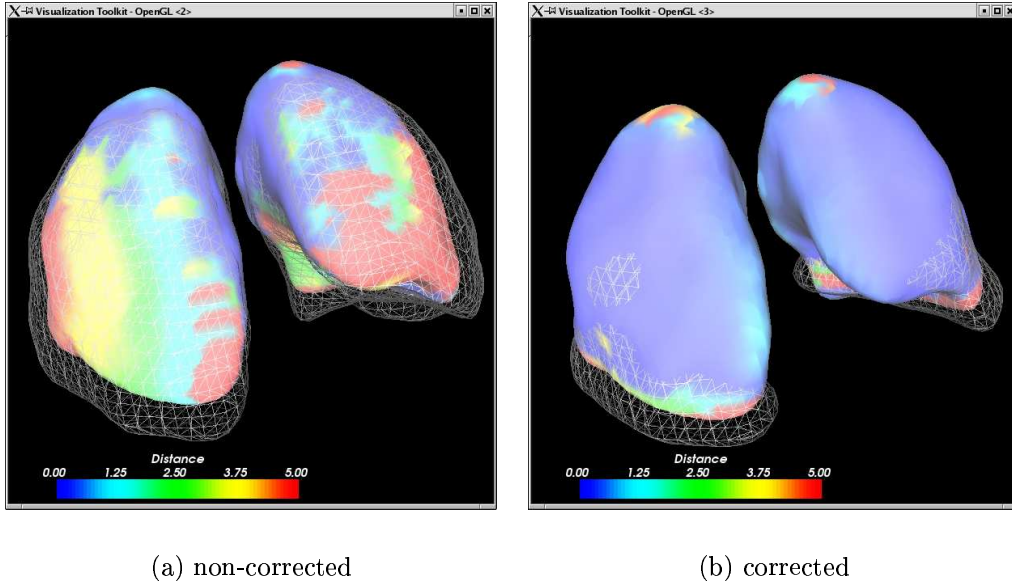 Visualization Toolkit - OpenGL <2>
Distance
0.00 1.25 2.50 3.75 5.00
(a) non-corrected
Visualization Toolkit - OpenGL <3>
Distance
0.00 1.25 2.50 3.75 5.00
(b) corrected